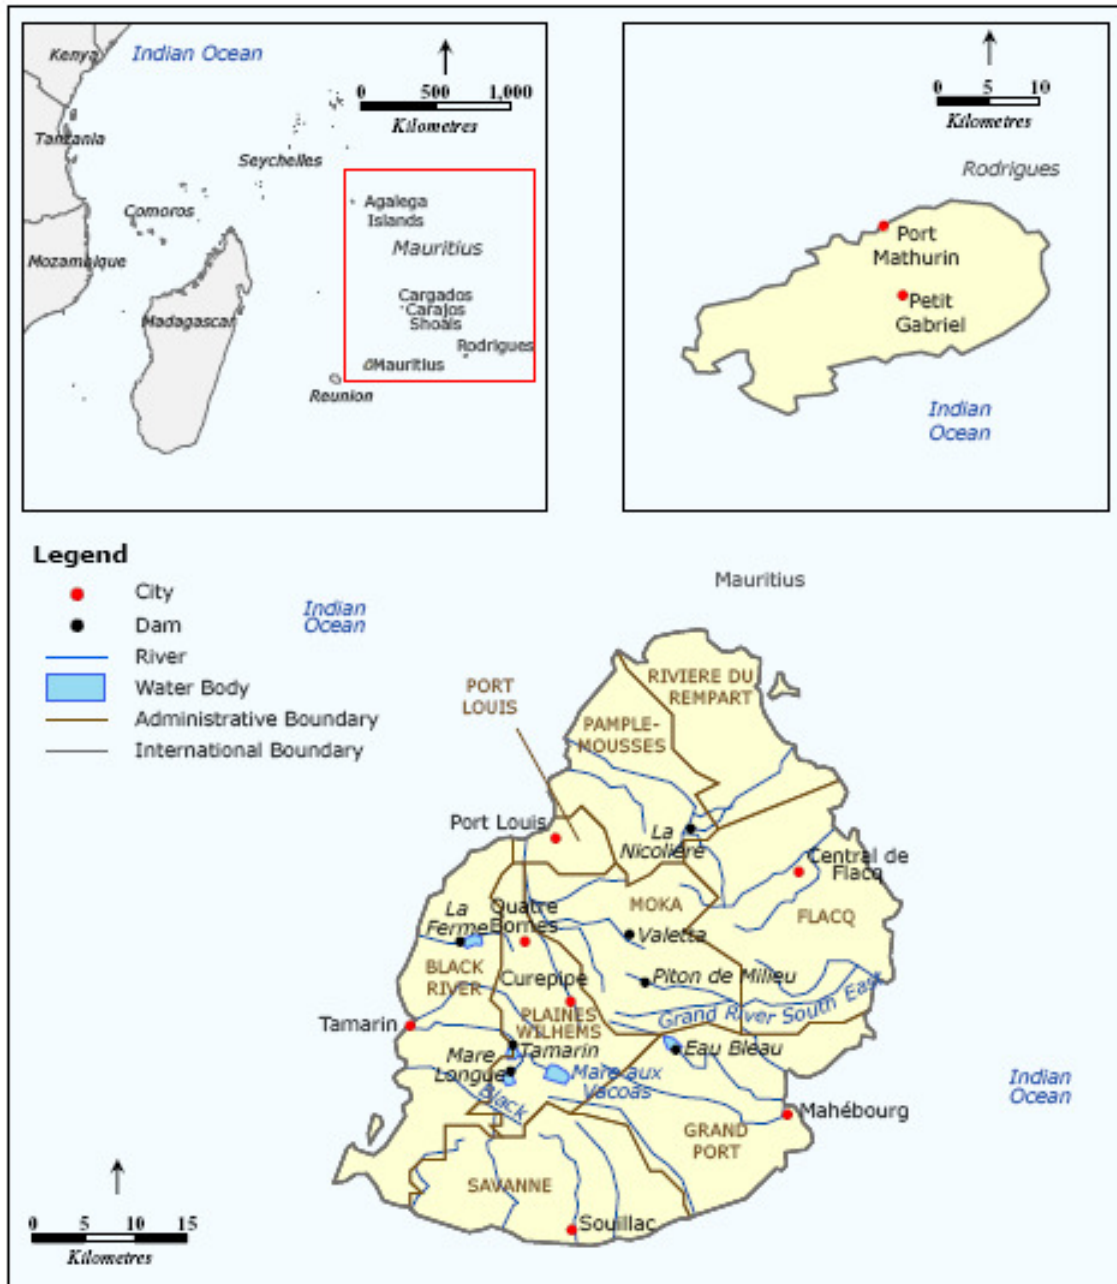 Kenya
Indian Ocean
0 500 1,000
Kilometres
Tanzania
Seychelles
Comoros
Agalega
Islands
Mauritius
Mozambique
Cargados
Carajos
Shoals
Madagascar
Rodrigues
Mauritius
Reunion
0 5 10
Kilometres
Rodrigues
Port
Mathurin
Petit
Gabriel
Indian
Ocean
Legend
City
Dam
River
Water Body
Administrative Boundary
International Boundary
Indian
Ocean
Mauritius
RIVIERE DU
REMPART
PORT
LOUIS
PAMPLE-
MOUSSES
Port Louis
La
Nicolière
Central de
Flacq
MOKA
FLACQ
La
Ferme
Quatre
Bornes
Valetta
BLACK
RIVER
Curepipe
Piton de Milieu
Grand River South East
Tamarin
PLAINES
WILHEMS
Tamarin
Eau Bleau
Mare
Longue
Mare aux
Vacoas
Black
Indian
Ocean
Mahébourg
GRAND
PORT
SAVANNE
Souillac
0 5 10 15
Kilometres